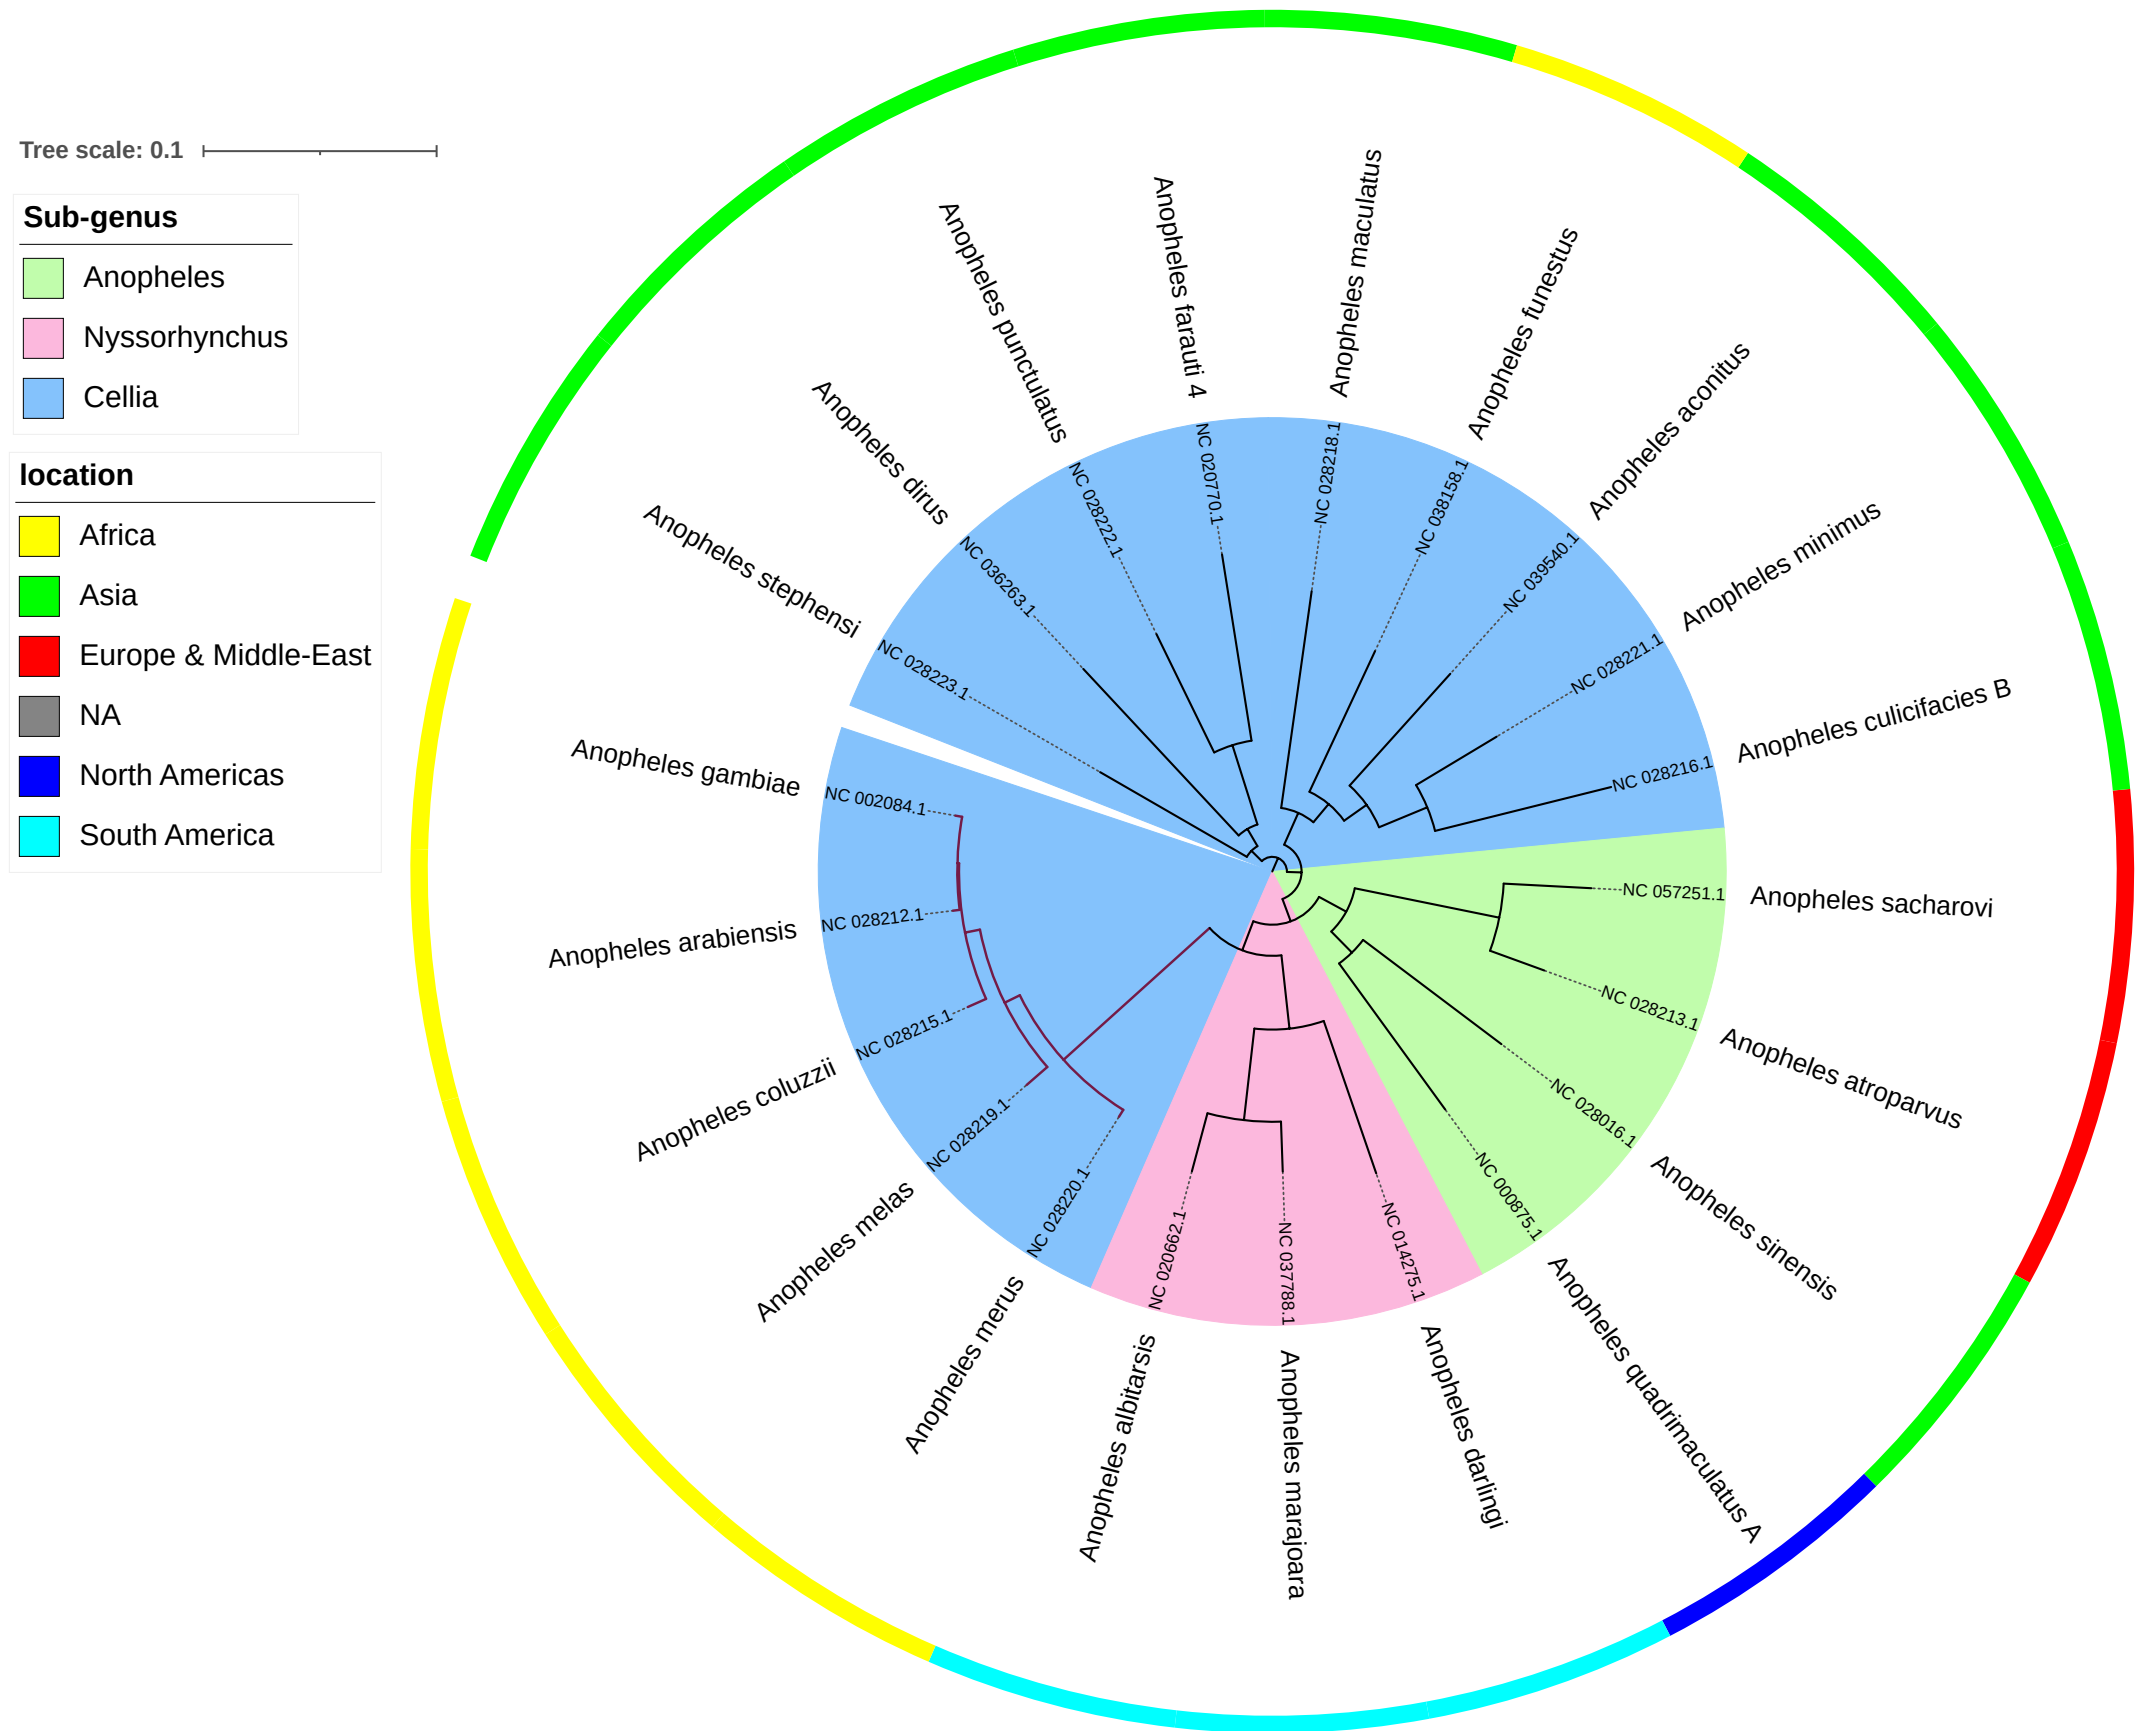 Tree scale: 0.1
Sub-genus
Anopheles
Nyssorhynchus
Cellia
location
Africa
Asia
Europe & Middle-East
NA
North Americas
South America
Anopheles gambiae
NC 002084.1
Anopheles stephensi
NC 028223.1
Anopheles dirus
NC 036263.1
Anopheles punctulatus
NC 028222.1
Anopheles farauti 4
NC 020770.1
Anopheles maculatus
NC 028218.1
Anopheles funestus
NC 038158.1
Anopheles aconitus
NC 039540.1
Anopheles minimus
NC 028221.1
Anopheles culicifacies B
NC 028216.1
Anopheles sacharovi
NC 057251.1
Anopheles atroparvus
NC 028213.1
Anopheles sinensis
NC 028016.1
Anopheles quadrimaculatus A
NC 000875.1
Anopheles darlingi
NC 014275.1
Anopheles marajoara
NC 037788.1
Anopheles albitarsis
NC 020662.1
Anopheles merus
NC 028220.1
Anopheles melas
NC 028219.1
Anopheles coluzzii
NC 028215.1
Anopheles arabiensis
NC 028212.1